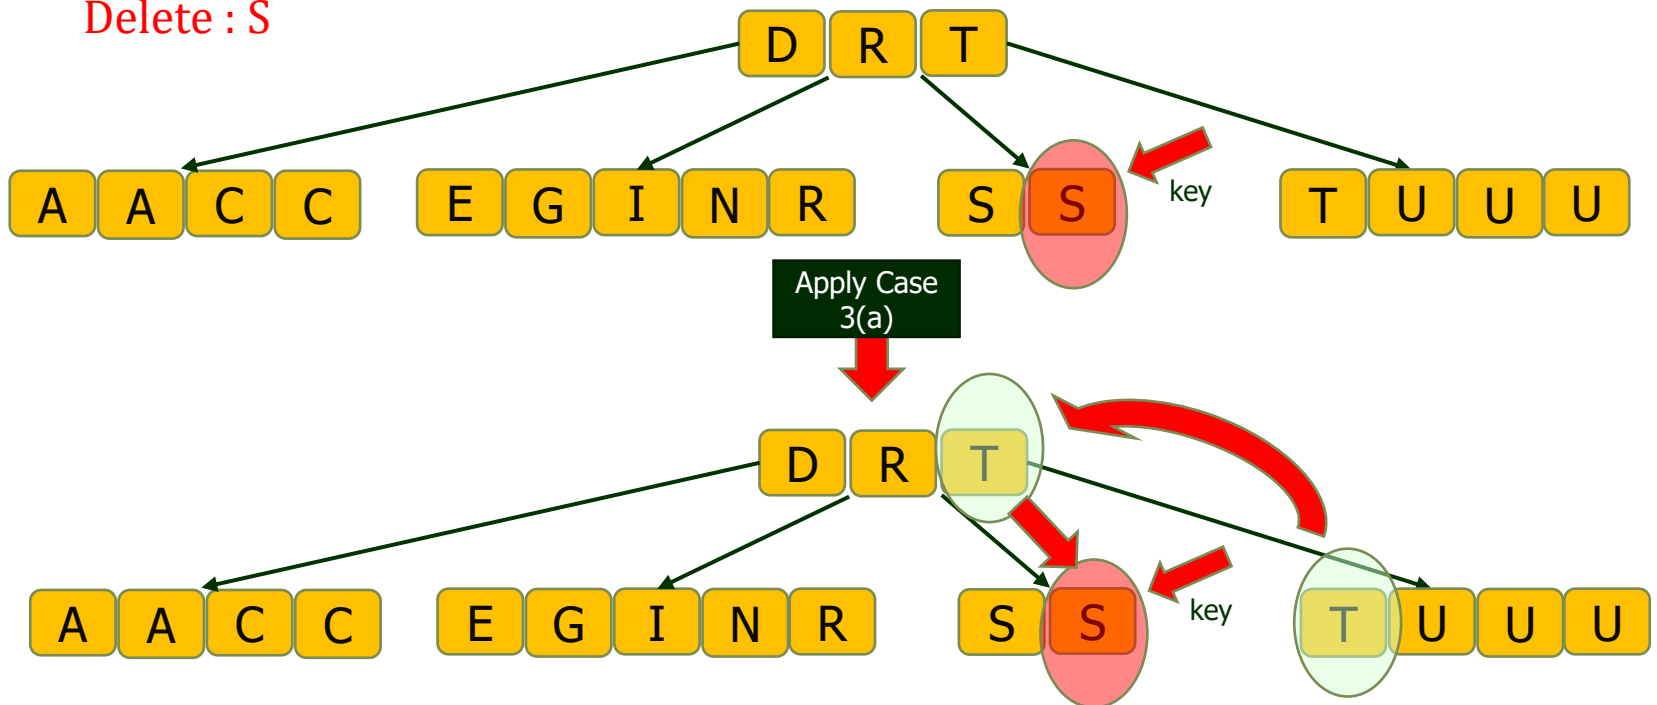 Delete : S
D R T
A A C C E G I N R S S T U U U
key
Apply Case
3(a)
D R T
A A C C E G I N R S S T U U U
key